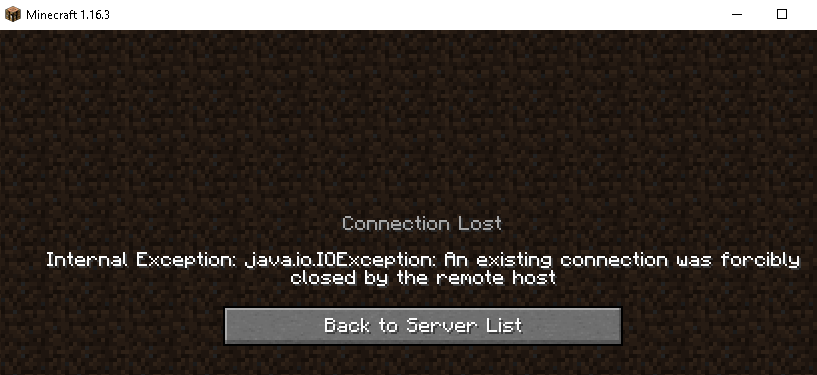 Minecraft 1.16.3
Connection Lost
Internal Exception: java.io.IOException: An existing connection was forcibly
closed by the remote host
Back to Server List